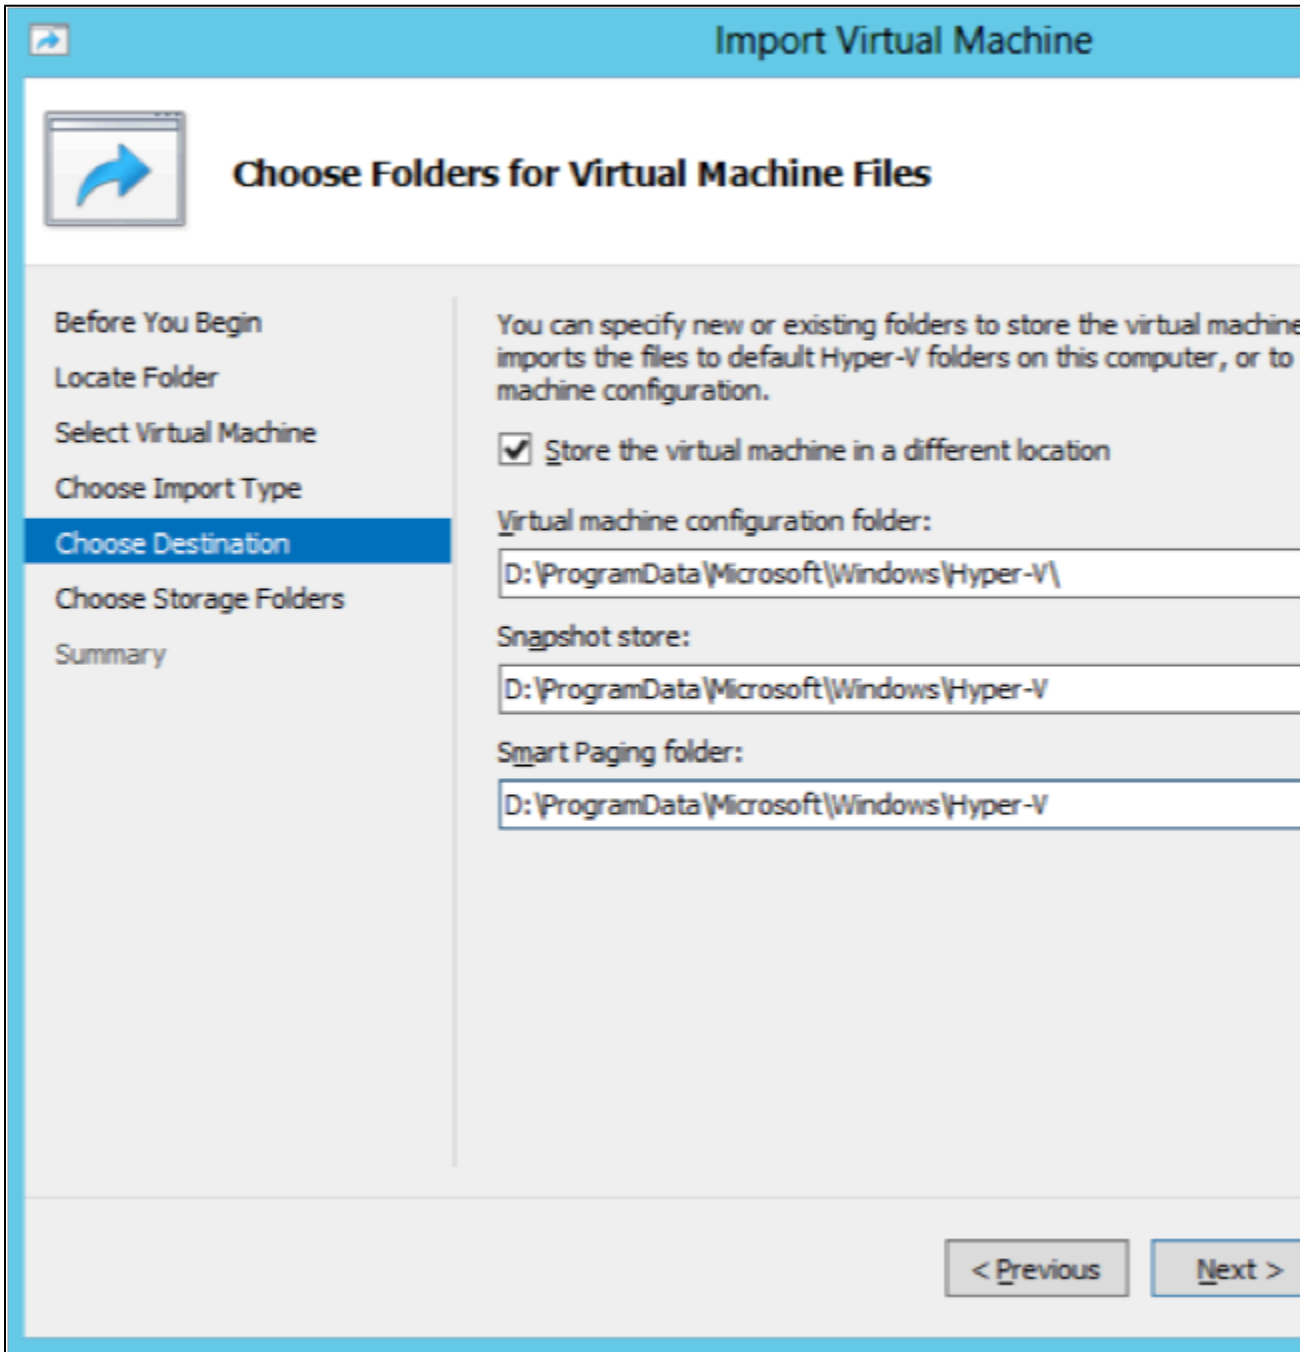 Import Virtual Machine
Choose Folders for Virtual Machine Files
Before You Begin
Locate Folder
Select Virtual Machine
Choose Import Type
Choose Destination
Choose Storage Folders
Summary
You can specify new or existing folders to store the virtual machine
imports the files to default Hyper-V folders on this computer, or to
machine configuration.
Store the virtual machine in a different location
Virtual machine configuration folder:
D:\ProgramData\Microsoft\Windows\Hyper-V\
Snapshot store:
D:\ProgramData\Microsoft\Windows\Hyper-V
Smart Paging folder:
D:\ProgramData\Microsoft\Windows\Hyper-V
< Previous
Next >